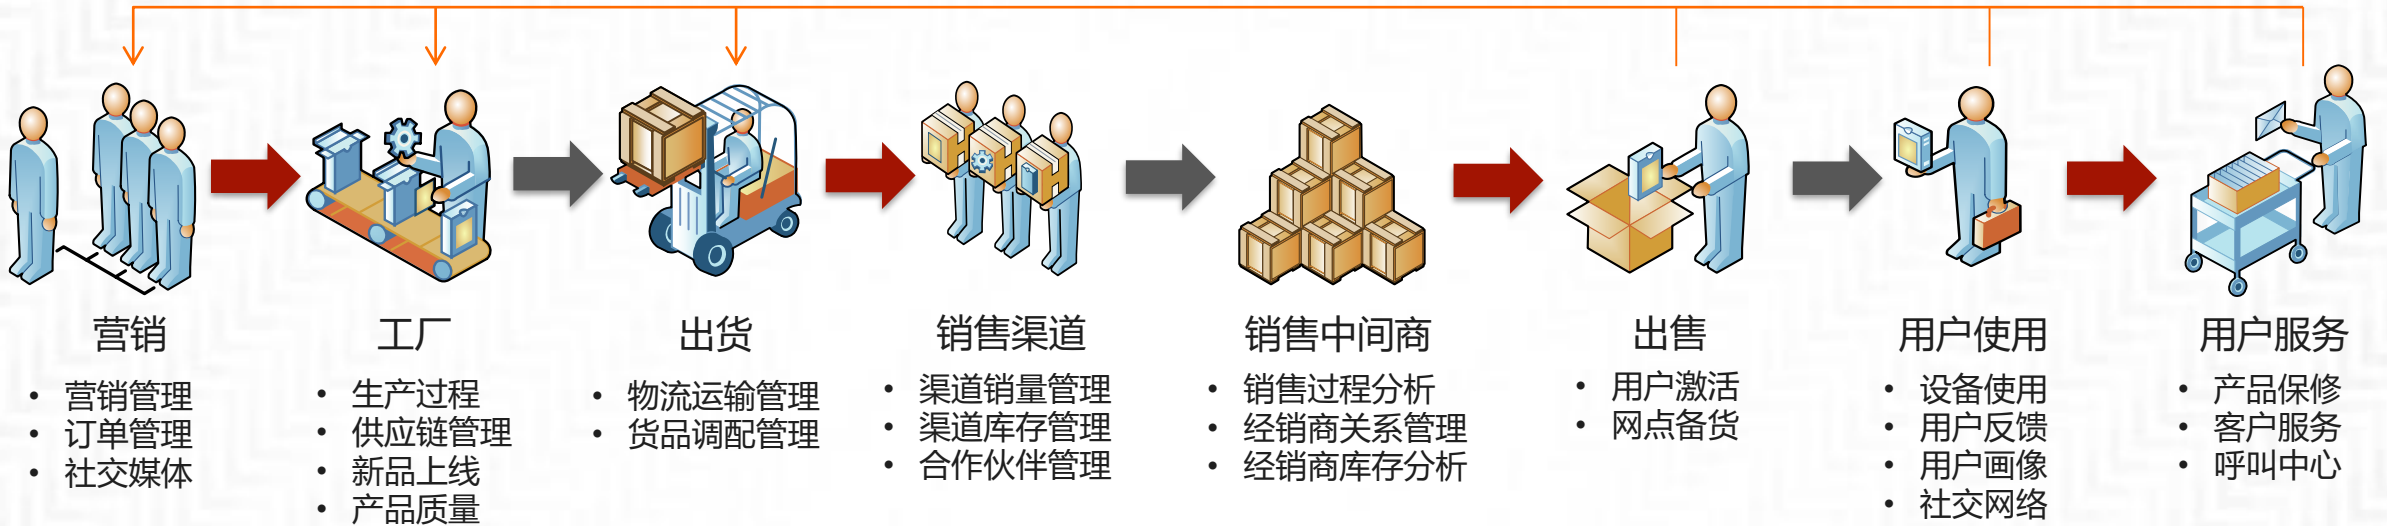 营销
• 营销管理
• 订单管理
• 社交媒体
工厂
• 生产过程
• 供应链管理
• 新品上线
• 产品质量
出货
• 物流运输管理
• 货品调配管理
销售渠道
• 渠道销量管理
• 渠道库存管理
• 合作伙伴管理
销售中间商
• 销售过程分析
• 经销商关系管理
• 经销商库存分析
出售
• 用户激活
• 网点备货
用户使用
• 设备使用
• 用户反馈
• 用户画像
• 社交网络
用户服务
• 产品保修
• 客户服务
• 呼叫中心